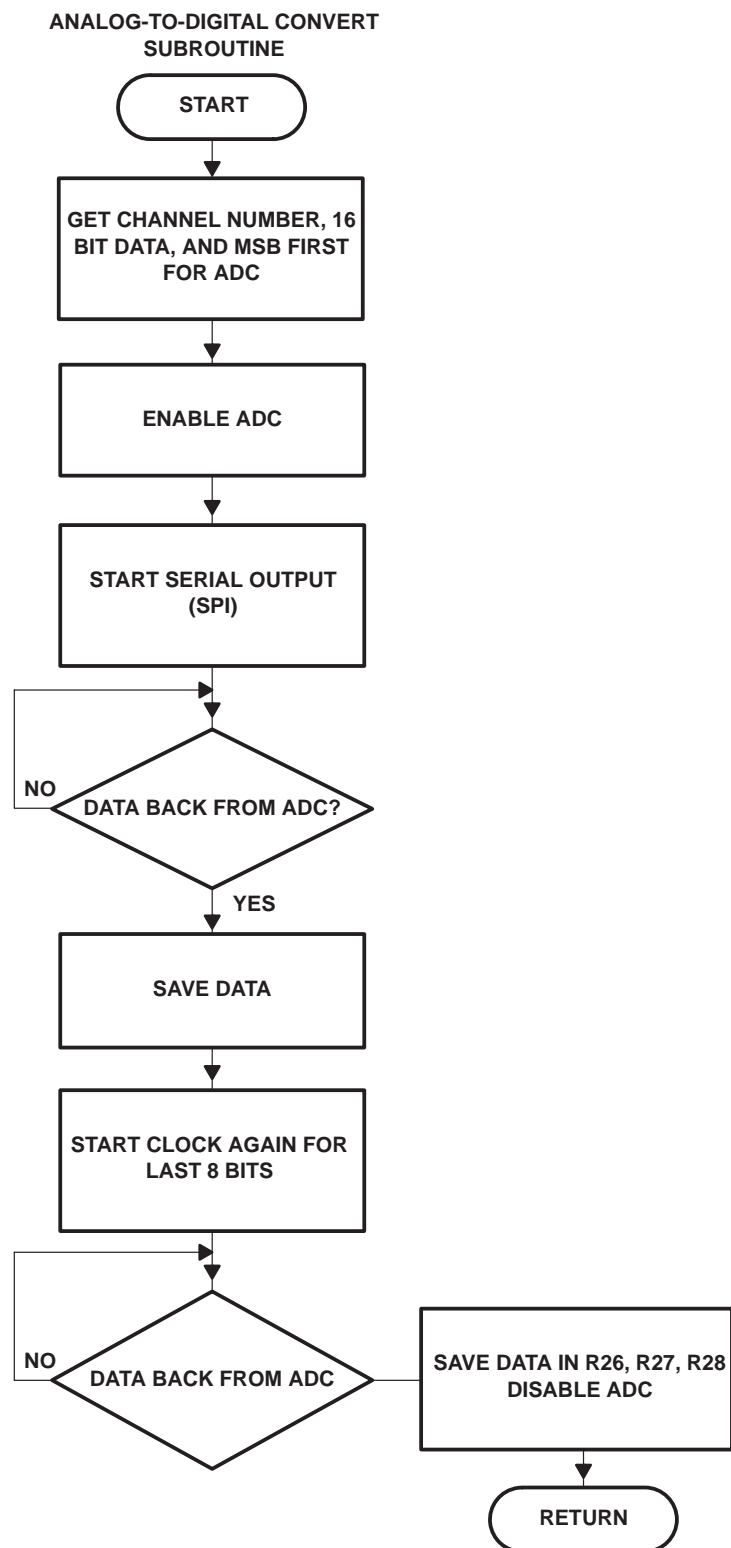 ANALOG-TO-DIGITAL CONVERT
SUBROUTINE
START
GET CHANNEL NUMBER, 16
BIT DATA, AND MSB FIRST
FOR ADC
ENABLE ADC
START SERIAL OUTPUT
(SPI)
NO
DATA BACK FROM ADC?
YES
SAVE DATA
START CLOCK AGAIN FOR
LAST 8 BITS
NO
DATA BACK FROM ADC
SAVE DATA IN R26, R27, R28
DISABLE ADC
RETURN